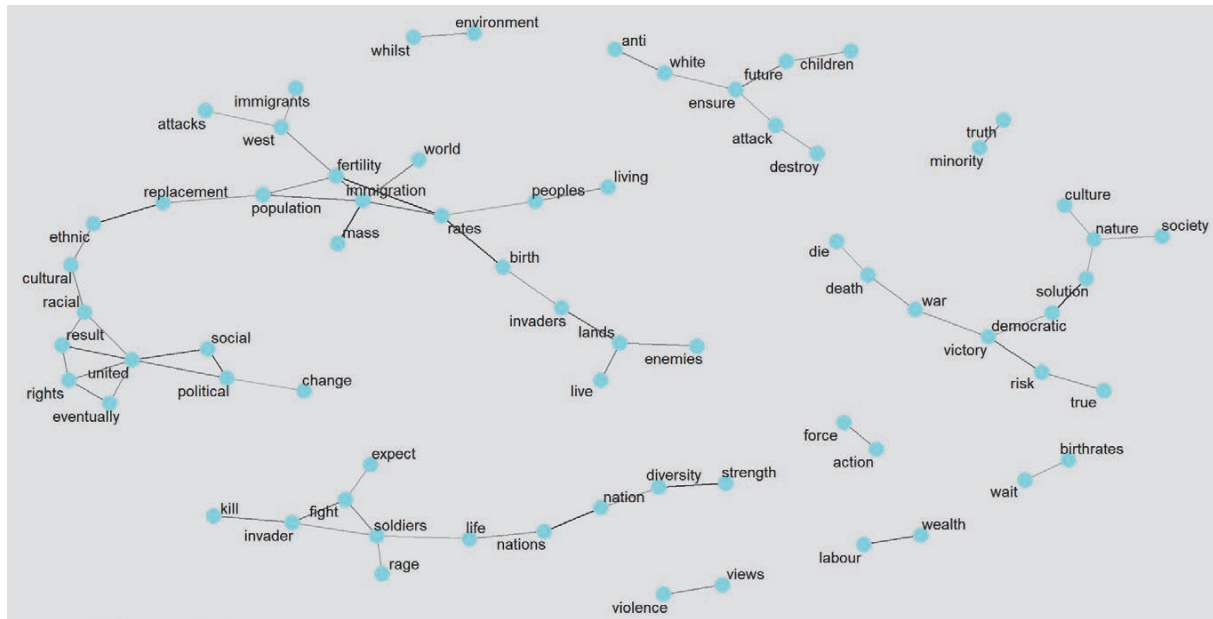 environment
whilst
anti
white
future
children
ensure
attack
destroy
immigrants
attacks
west
truth
minority
world
fertility
replacement
immigration
peoples
living
population
rates
mass
ethnic
culture
nature
society
die
birth
cultural
death
solution
racial
war
invaders
lands
democratic
result
social
victory
enemies
united
risk
rights
political
change
live
true
eventually
force
birthrates
expect
action
diversity
strength
wait
kill
fight
nation
invader
soldiers
life
nations
wealth
labour
rage
views
violence